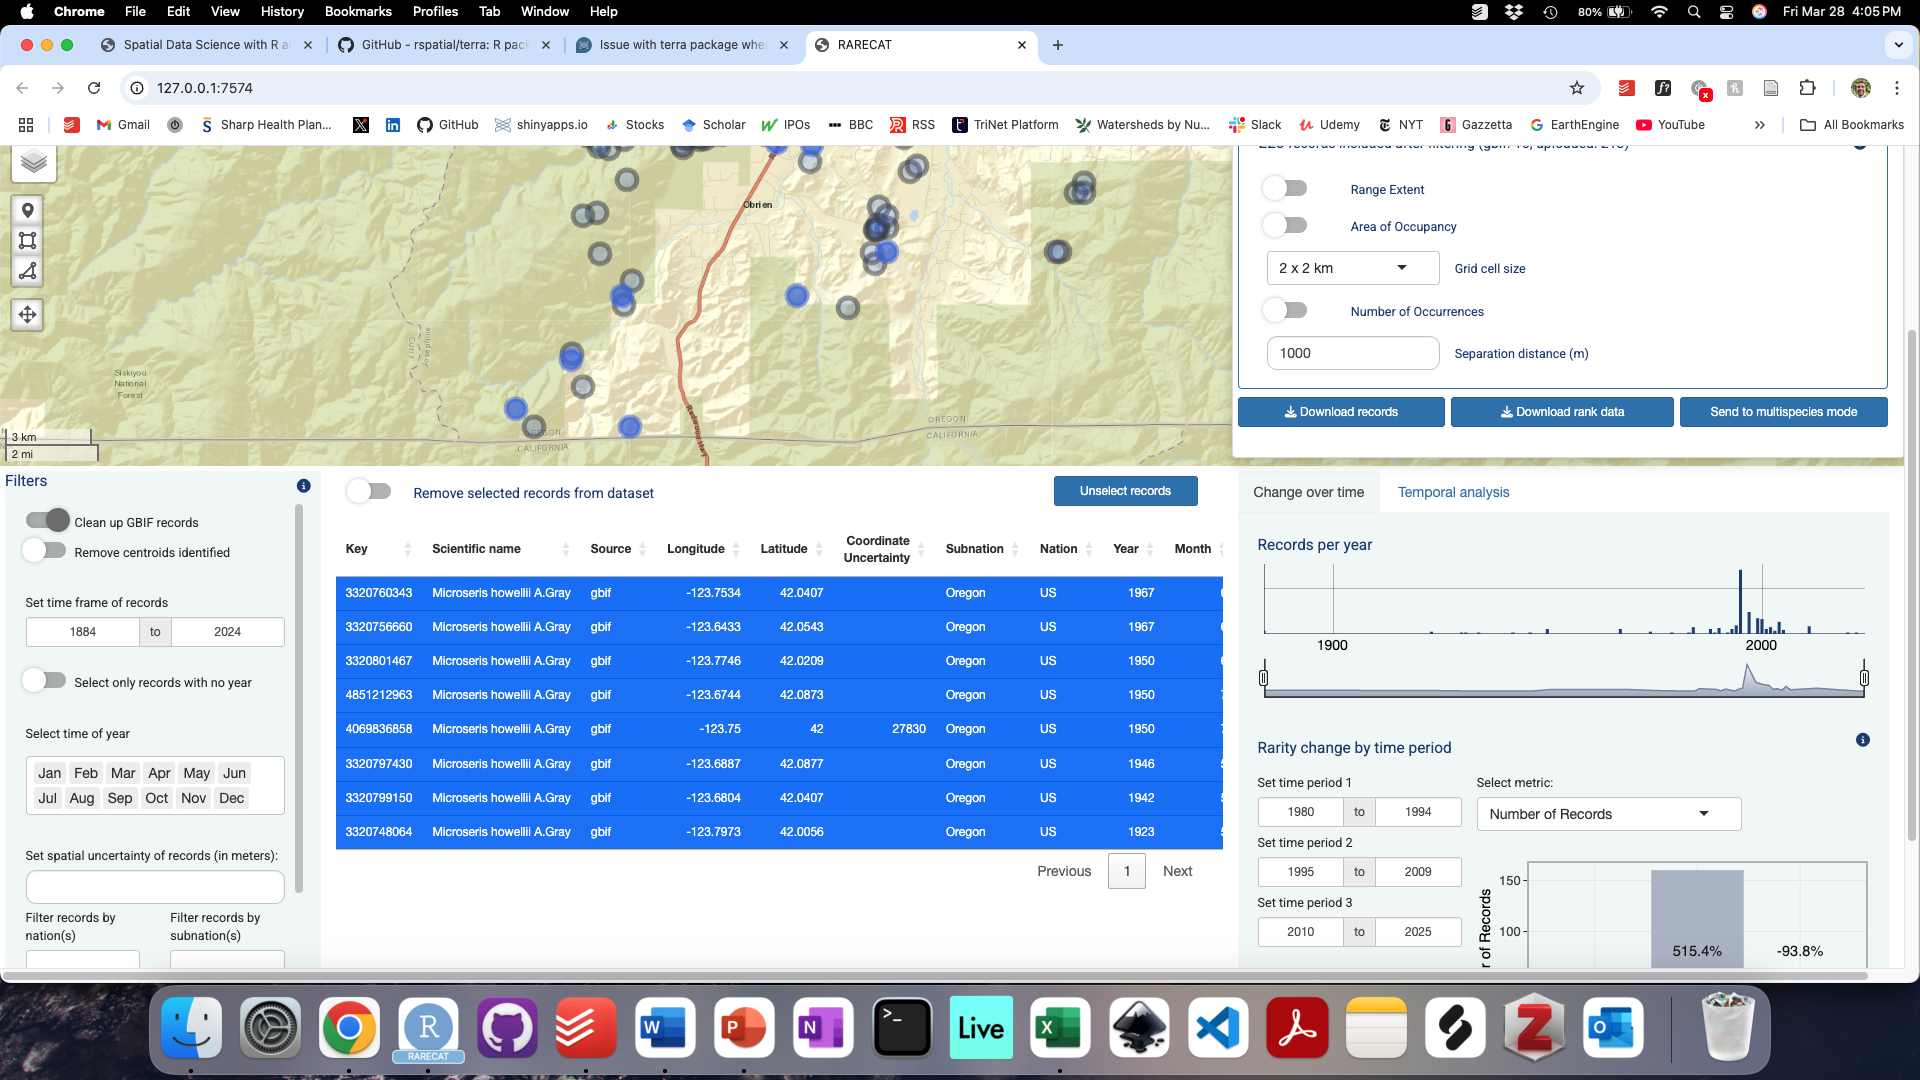 Chrome File Edit View History Bookmarks Profiles Tab Window Help 80% Fri Mar 28 4:05 PM
Spatial Data Science with R a
GitHub - rspatial/terra: R pac
Issue with terra package whe
RARECAT
127.0.0.1:7574
Gmail
Sharp Health Plan...
GitHub
shinyapps.io
Stocks
Scholar
IPOs
BBC
RSS
TriNet Platform
Watersheds by Nu...
Slack
Udemy
NYT
Gazzetta
EarthEngine
YouTube
All Bookmarks
Obrien
Curry
Josephine
Siskiyou
National
Forest
Redwood Hwy
OREGON
CALIFORNIA
OREGON
CALIFORNIA
3 km
2 mi
Range Extent
Area of Occupancy
2 x 2 km Grid cell size
Number of Occurrences
1000 Separation distance (m)
Download records Download rank data Send to multispecies mode
Filters
Clean up GBIF records
Remove centroids identified
Set time frame of records
1884 to 2024
Select only records with no year
Select time of year
Jan Feb Mar Apr May Jun
Jul Aug Sep Oct Nov Dec
Set spatial uncertainty of records (in meters):
Filter records by nation(s)
Filter records by subnation(s)
Remove selected records from dataset Unselect records
Key Scientific name Source Longitude Latitude Coordinate Uncertainty Subnation Nation Year Month
3320760343 Microseris howellii A.Gray gbif -123.7534 42.0407 Oregon US 1967
3320756660 Microseris howellii A.Gray gbif -123.6433 42.0543 Oregon US 1967
3320801467 Microseris howellii A.Gray gbif -123.7746 42.0209 Oregon US 1950
4851212963 Microseris howellii A.Gray gbif -123.6744 42.0873 Oregon US 1950
4069836858 Microseris howellii A.Gray gbif -123.75 42 27830 Oregon US 1950
3320797430 Microseris howellii A.Gray gbif -123.6887 42.0877 Oregon US 1946
3320799150 Microseris howellii A.Gray gbif -123.6804 42.0407 Oregon US 1942
3320748064 Microseris howellii A.Gray gbif -123.7973 42.0056 Oregon US 1923
Previous 1 Next
Change over time Temporal analysis
Records per year
1900 2000
Rarity change by time period
Set time period 1
1980 to 1994
Set time period 2
1995 to 2009
Set time period 3
2010 to 2025
Select metric:
Number of Records
150
100
r of Records
515.4% -93.8%
RARECAT
Live